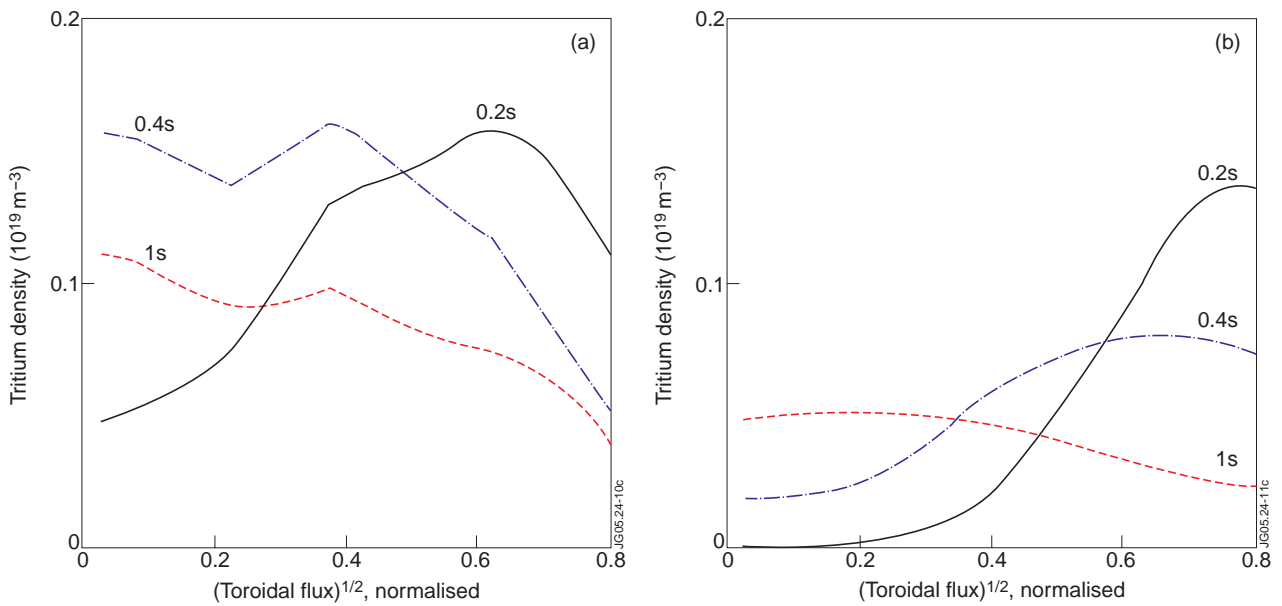 0.2
(a)
0.2s
0.4s
1s
0.1
0
Tritium density (10¹⁹ m⁻³)
0
0.2
0.4
0.6
0.8
(Toroidal flux)¹/², normalised
JG05.24-10c
0.2
(b)
0.2s
0.4s
1s
0.1
0
Tritium density (10¹⁹ m⁻³)
0
0.2
0.4
0.6
0.8
(Toroidal flux)¹/², normalised
JG05.24-11c